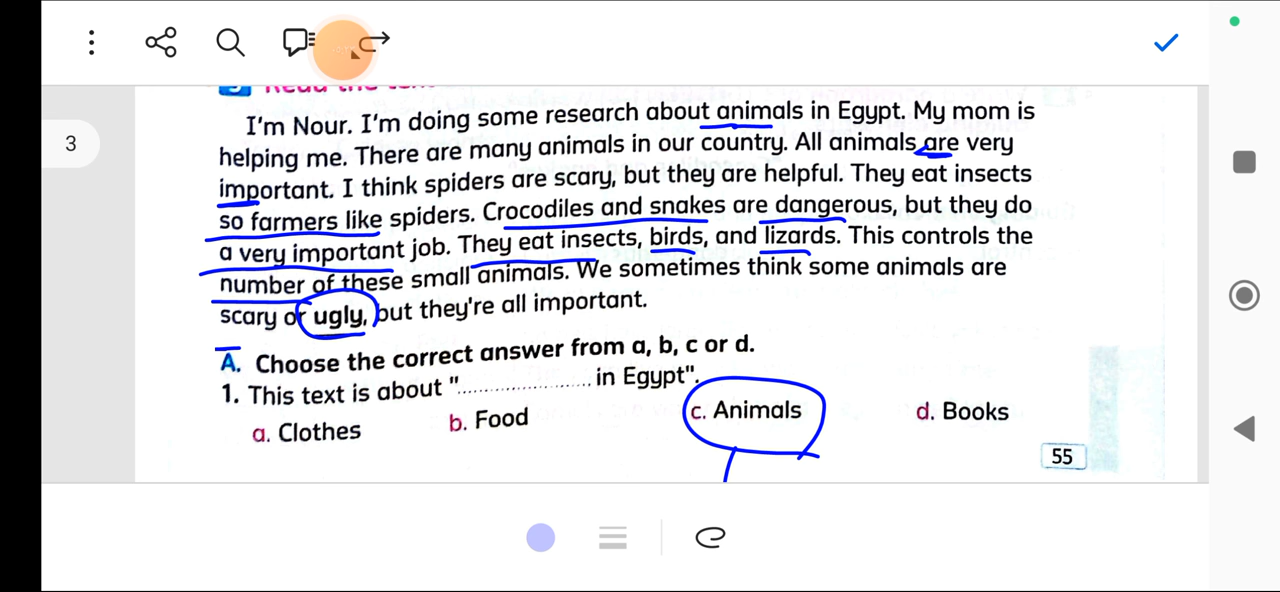 I'm Nour. I'm doing some research about animals in Egypt. My mom is
3
helping me. There are many animals in our country. All animals are very
important. I think spiders are scary, but they are helpful. They eat insects
so farmers like spiders. Crocodiles and snakes are dangerous, but they do
a very important job. They eat insects, birds, and lizards. This controls the
number of these small animals. We sometimes think some animals are
scary or ugly, but they're all important.
A. Choose the correct answer from a, b, c or d.
1. This text is about "........................ in Egypt".
a. Clothes b. Food c. Animals d. Books
55